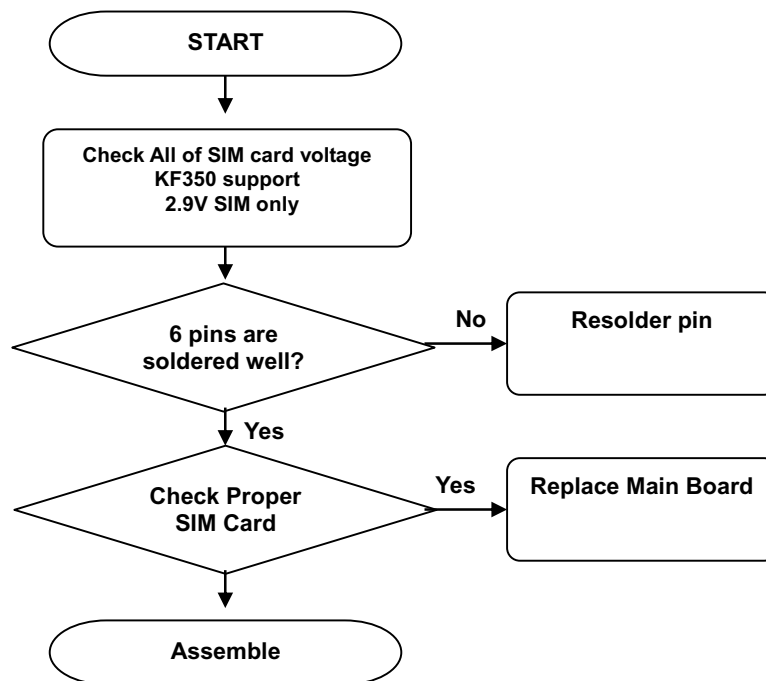 START
Check All of SIM card voltage
KF350 support
2.9V SIM only
6 pins are
soldered well?
No
Resolder pin
Yes
Check Proper
SIM Card
Yes
Replace Main Board
Assemble